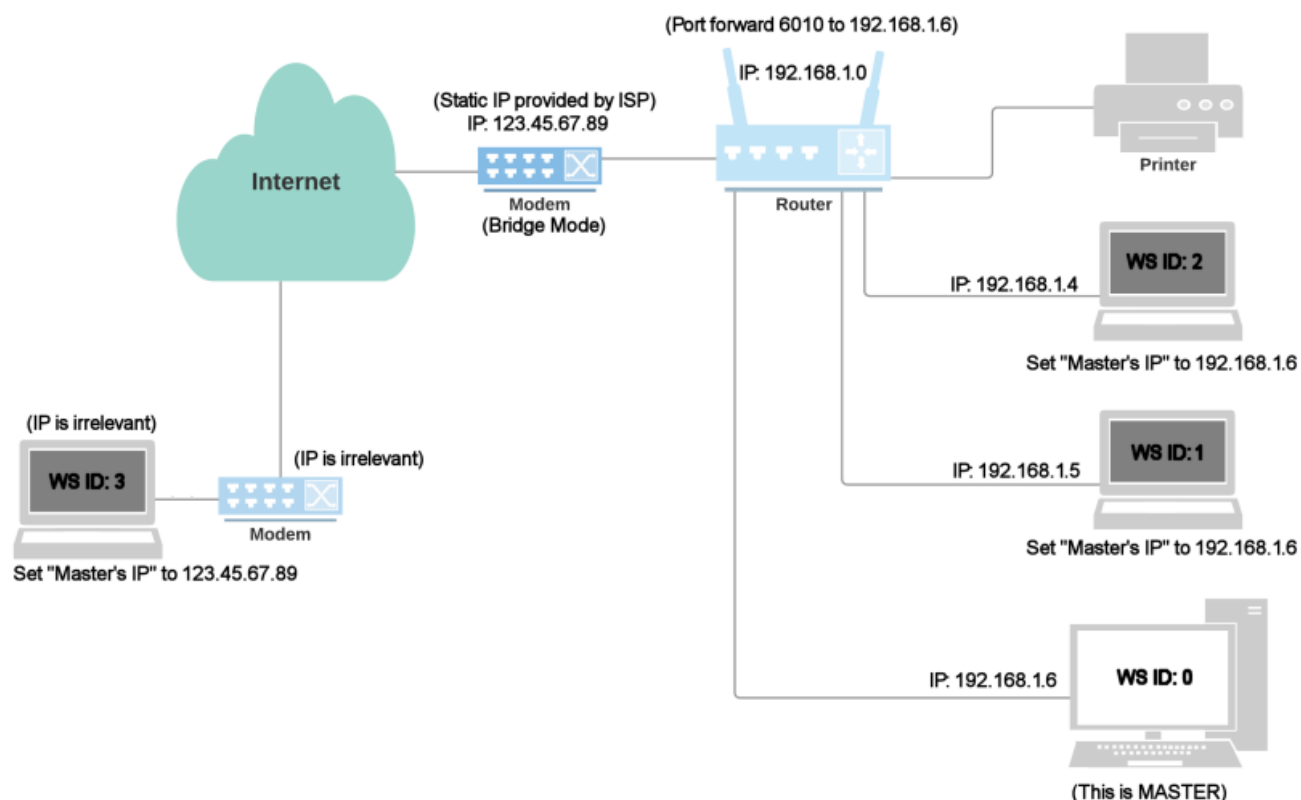 (Port forward 6010 to 192.168.1.6)
IP: 192.168.1.0
(Static IP provided by ISP)
IP: 123.45.67.89
Internet
Modem
(Bridge Mode)
Router
Printer
WS ID: 2
IP: 192.168.1.4
Set "Master's IP" to 192.168.1.6
(IP is irrelevant)
WS ID: 3
(IP is irrelevant)
Modem
Set "Master's IP" to 123.45.67.89
WS ID: 1
IP: 192.168.1.5
Set "Master's IP" to 192.168.1.6
IP: 192.168.1.6
WS ID: 0
(This is MASTER)